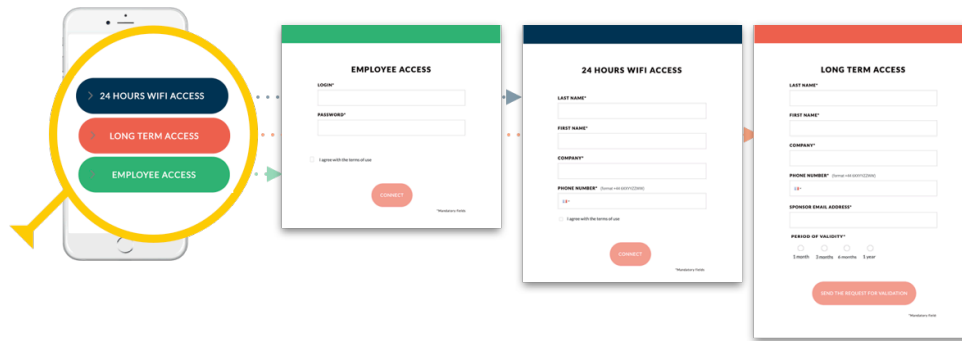 24 HOURS WIFI ACCESS
LONG TERM ACCESS
EMPLOYEE ACCESS
EMPLOYEE ACCESS
LOGIN*
PASSWORD*
I agree with the terms of use
CONNECT
*Mandatory fields
24 HOURS WIFI ACCESS
LAST NAME*
FIRST NAME*
COMPANY*
PHONE NUMBER*
I agree with the terms of use
CONNECT
*Mandatory fields
LONG TERM ACCESS
LAST NAME*
FIRST NAME*
COMPANY*
PHONE NUMBER*
SPONSOR EMAIL ADDRESS*
PERIOD OF VALIDITY*
1 month 3 months 6 months 1 year
SEND THE REQUEST FOR VALIDATION
*Mandatory fields